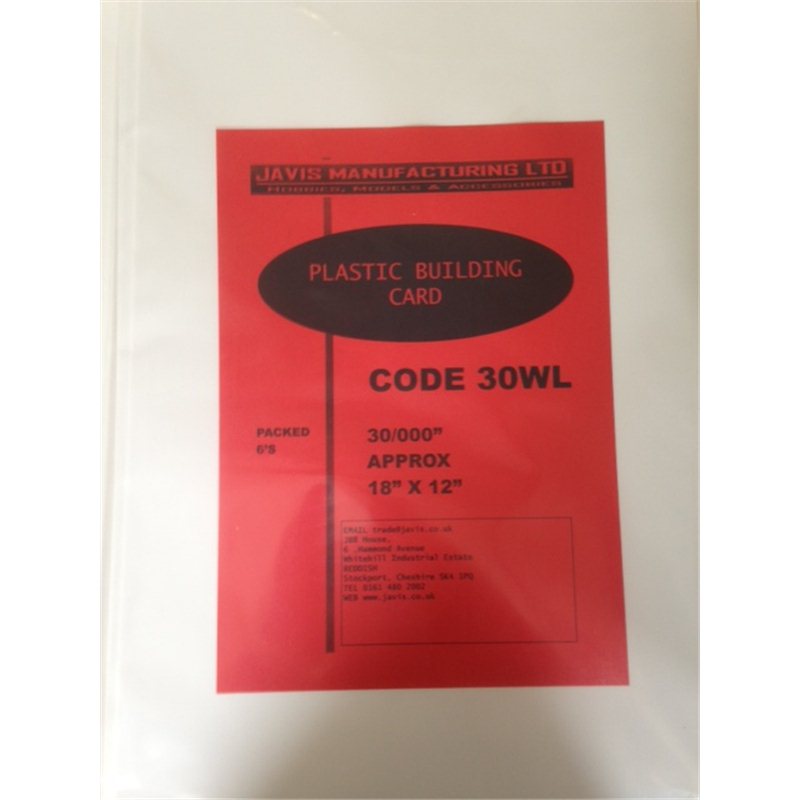 JAVIS MANUFACTURING LTD
HOBBIES, MODELS & ACCESSORIES
PLASTIC BUILDING
CARD
CODE 30WL
PACKED
6'S
30/000”
APPROX
18” X 12”
EMAIL trade@javis.co.uk
JBB House,
6 ,Hammond Avenue
Whitehill Industrial Estate
REDDISH
Stockport, Cheshire SK4 1PQ
TEL 0161 480 2002
WEB www.javis.co.uk